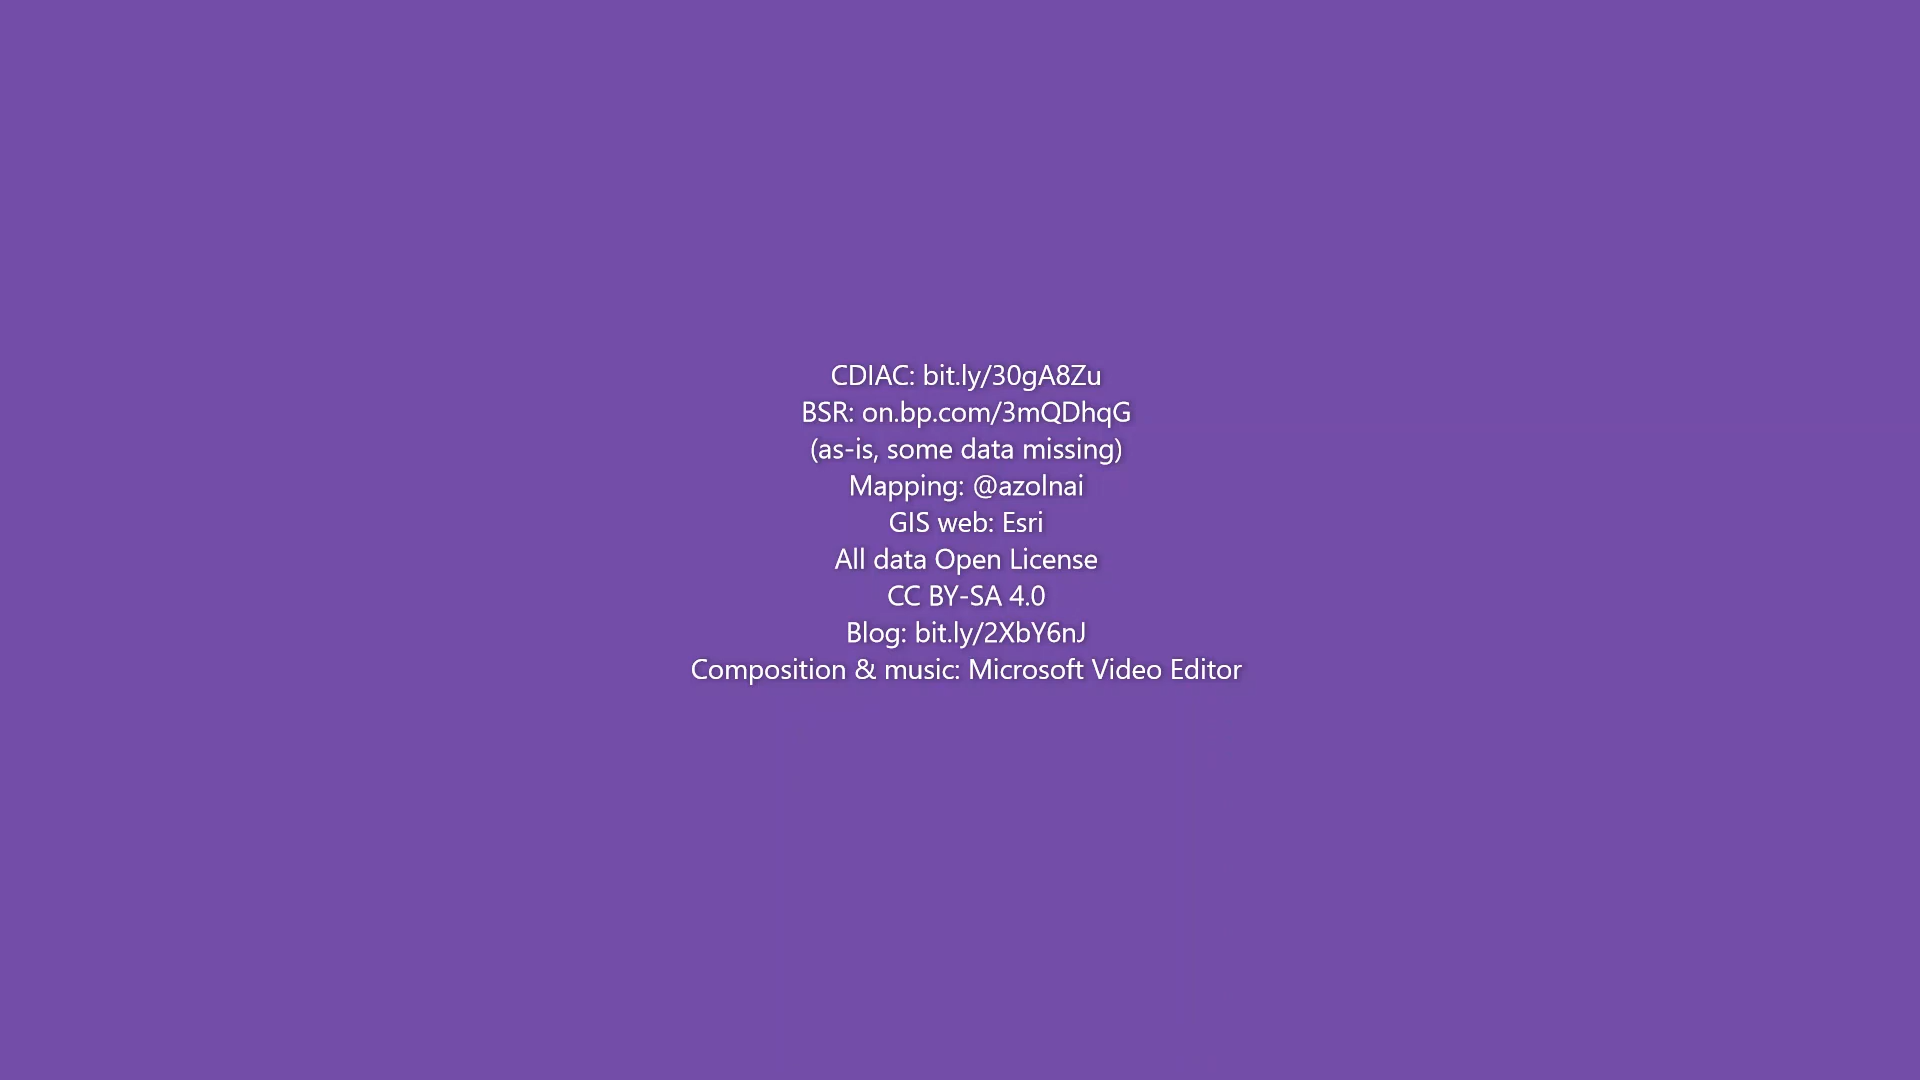 CDIAC: bit.ly/30gA8Zu
BSR: on.bp.com/3mQDhqG
(as-is, some data missing)
Mapping: @azolnai
GIS web: Esri
All data Open License
CC BY-SA 4.0
Blog: bit.ly/2XbY6nJ
Composition & music: Microsoft Video Editor